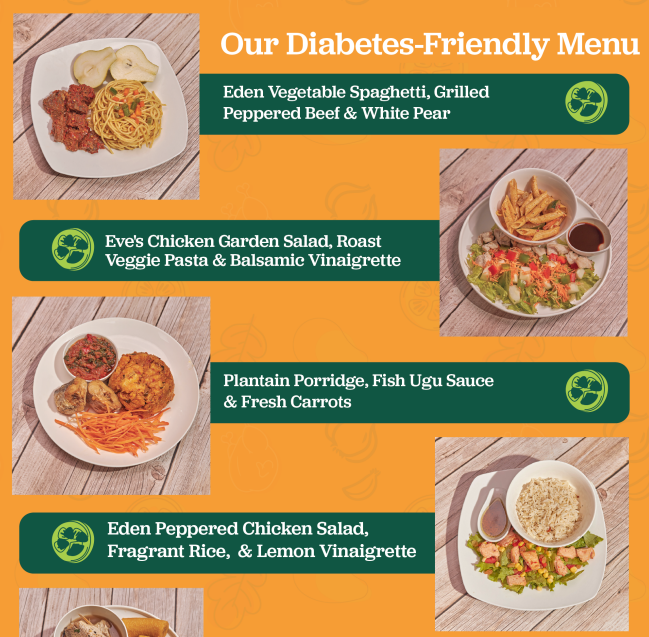 Our Diabetes-Friendly Menu
Eden Vegetable Spaghetti, Grilled
Peppered Beef & White Pear
Eve's Chicken Garden Salad, Roast
Veggie Pasta & Balsamic Vinaigrette
Plantain Porridge, Fish Ugu Sauce
& Fresh Carrots
Eden Peppered Chicken Salad,
Fragrant Rice, & Lemon Vinaigrette